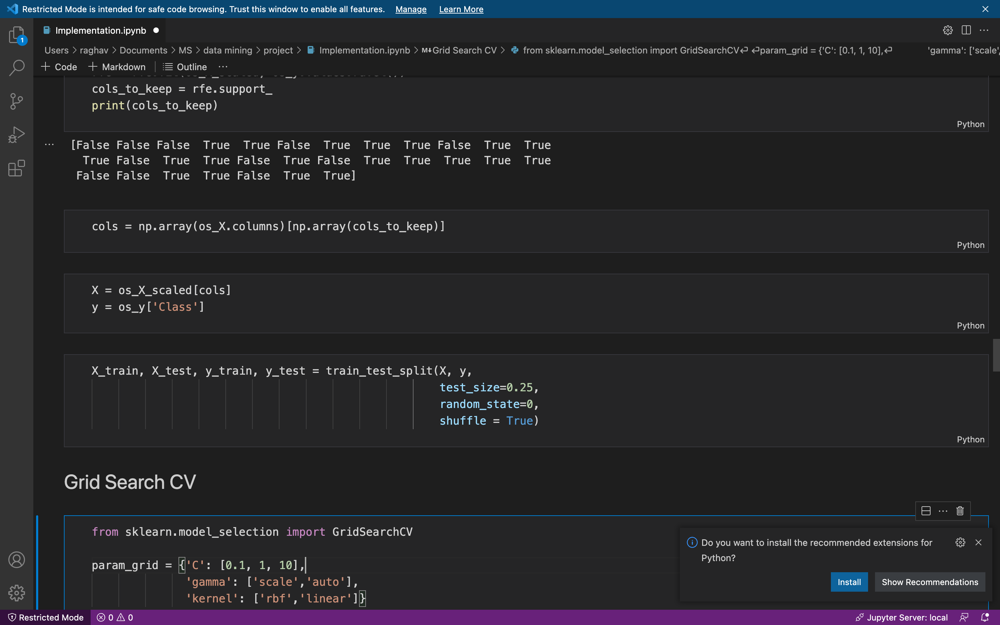 Restricted Mode is intended for safe code browsing. Trust this window to enable all features. Manage Learn More
1
Implementation.ipynb
Users > raghav > Documents > MS > data mining > project > Implementation.ipynb > M↓Grid Search CV > from sklearn.model_selection import GridSearchCV↵ ↵param_grid = {'C': [0.1, 1, 10],↵ 'gamma': ['scale',
+ Code + Markdown Outline ...
cols_to_keep = rfe.support_
print(cols_to_keep)
Python
... [False False False  True  True False  True  True  True False  True  True
  True False  True  True False  True False  True  True  True  True  True
 False False  True  True False  True  True]
cols = np.array(os_X.columns)[np.array(cols_to_keep)]
Python
X = os_X_scaled[cols]
y = os_y['Class']
Python
X_train, X_test, y_train, y_test = train_test_split(X, y,
test_size=0.25,
random_state=0,
shuffle = True)
Python
Grid Search CV
from sklearn.model_selection import GridSearchCV
param_grid = {'C': [0.1, 1, 10],
'gamma': ['scale','auto'],
'kernel': ['rbf','linear']}
Do you want to install the recommended extensions for
Python?
Install Show Recommendations
Restricted Mode 0 0 Jupyter Server: local